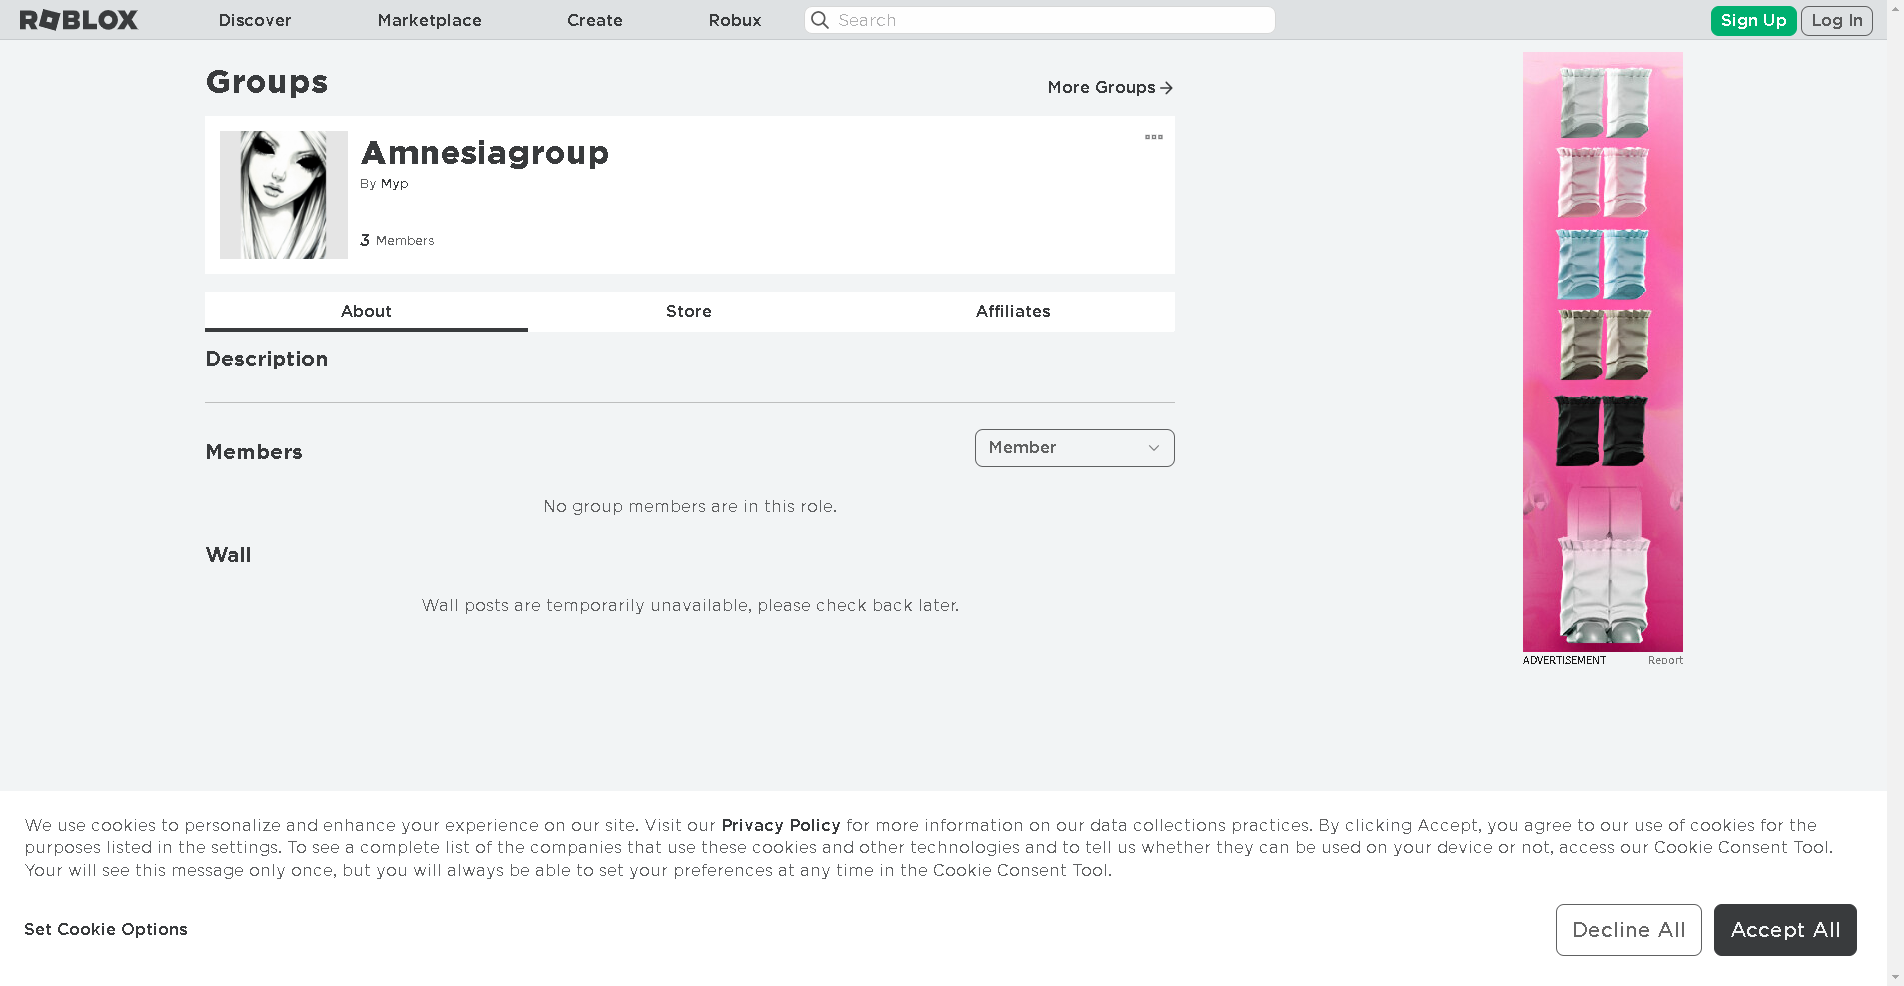 ROBLOX Discover Marketplace Create Robux Search Sign Up Log In
Groups
More Groups
Amnesiagroup
By Myp
3 Members
About Store Affiliates
Description
Members
Member
No group members are in this role.
Wall
Wall posts are temporarily unavailable, please check back later.
ADVERTISEMENT Report
We use cookies to personalize and enhance your experience on our site. Visit our Privacy Policy for more information on our data collections practices. By clicking Accept, you agree to our use of cookies for the
purposes listed in the settings. To see a complete list of the companies that use these cookies and other technologies and to tell us whether they can be used on your device or not, access our Cookie Consent Tool.
Your will see this message only once, but you will always be able to set your preferences at any time in the Cookie Consent Tool.
Set Cookie Options
Decline All
Accept All